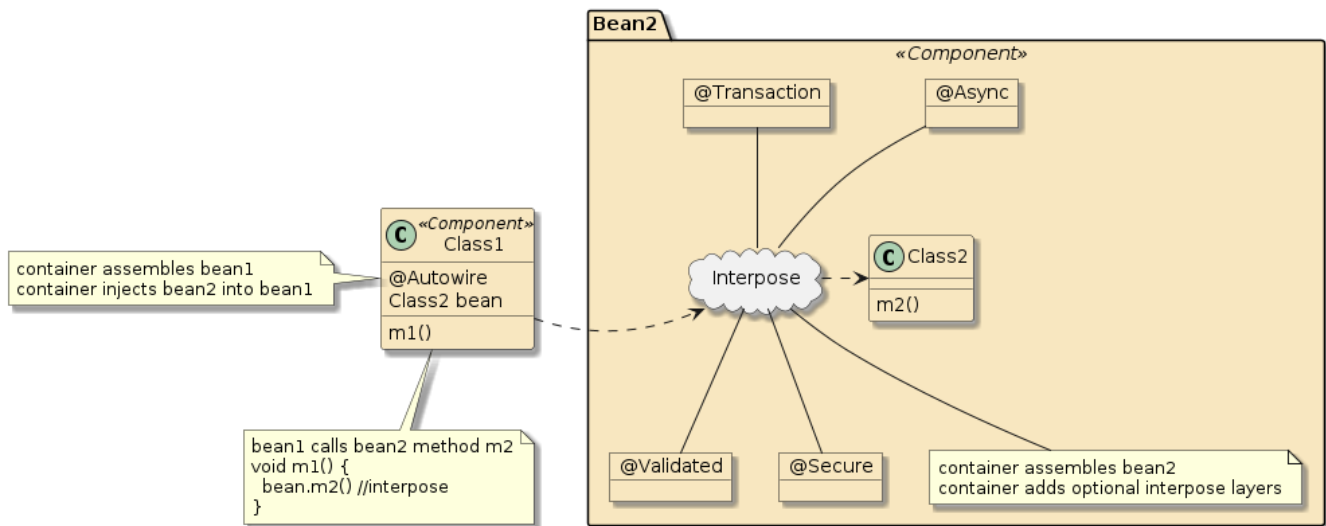 Bean2
«Component»
@Transaction
@Async
container assembles bean1
container injects bean2 into bean1
C
«Component»
Class1
@Autowire
Class2 bean
m1()
Interpose
C
Class2
m2()
bean1 calls bean2 method m2
void m1() {
  bean.m2() //interpose
}
@Validated
@Secure
container assembles bean2
container adds optional interpose layers